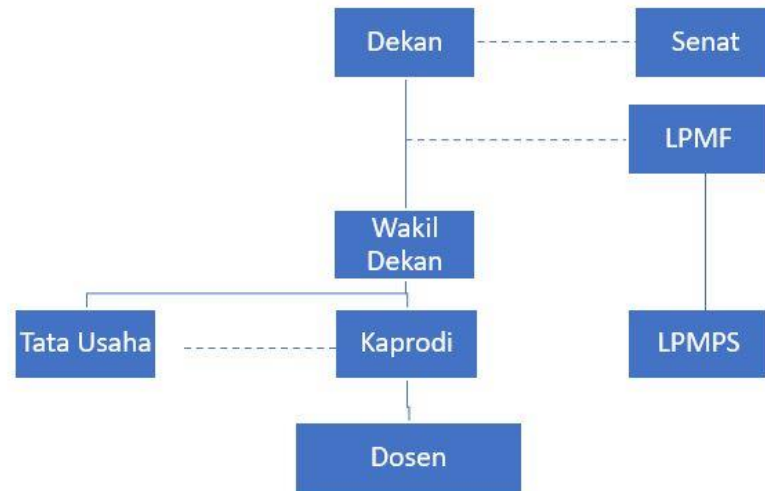 Dekan
Senat
LPMF
Wakil
Dekan
Tata Usaha
Kaprodi
LPMPS
Dosen